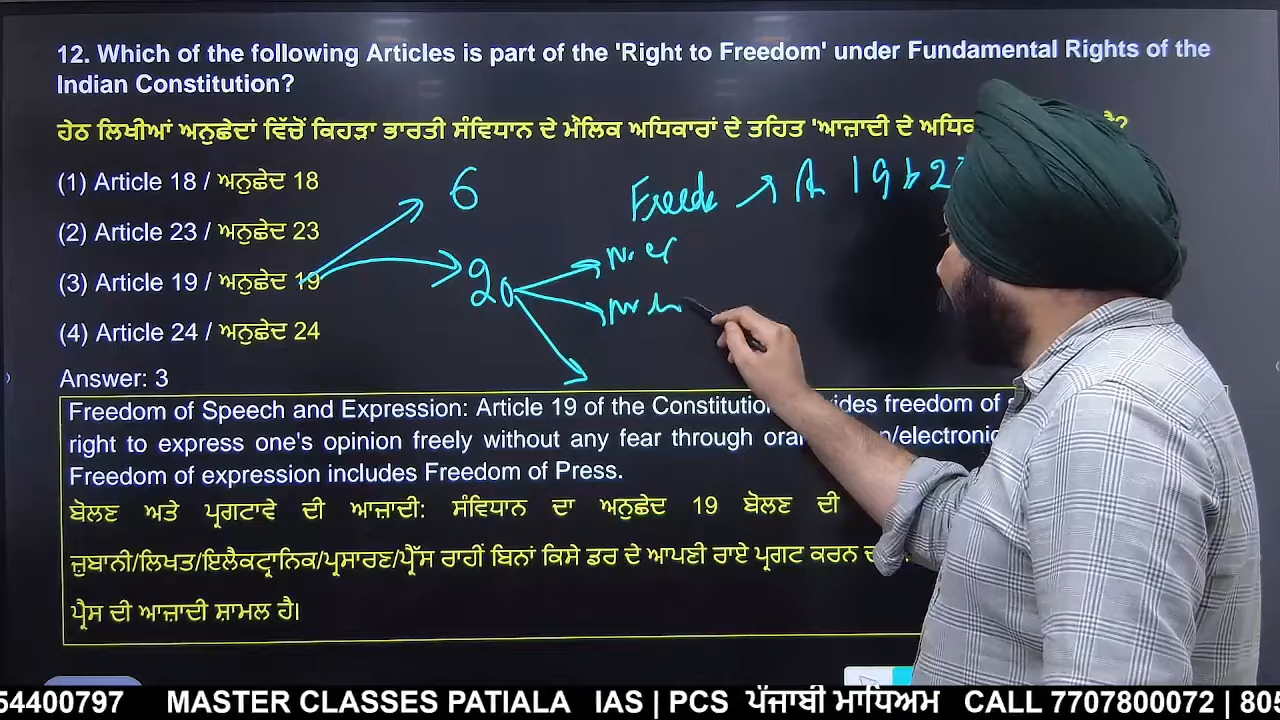 12. Which of the following Articles is part of the 'Right to Freedom' under Fundamental Rights of the
Indian Constitution?
ਹੇਠ ਲਿਖੀਆਂ ਅਨੁਛੇਦਾਂ ਵਿੱਚੋਂ ਕਿਹੜਾ ਭਾਰਤੀ ਸੰਵਿਧਾਨ ਦੇ ਮੌਲਿਕ ਅਧਿਕਾਰਾਂ ਦੇ ਤਹਿਤ 'ਆਜ਼ਾਦੀ ਦੇ ਹੈ?
(1) Article 18 / ਅਨੁਛੇਦ 18
6
(2) Article 23 / ਅਨੁਛੇਦ 23
(3) Article 19 / ਅਨੁਛੇਦ 19
20
(4) Article 24 / ਅਨੁਛੇਦ 24
Answer: 3
Freedom of Speech and Expression: Article 19 of the freedom of
right to express one's opinion freely without any fear through
Freedom of expression includes Freedom of Press.
ਬੋਲਣ ਅਤੇ ਪ੍ਰਗਟਾਵੇ ਦੀ ਆਜ਼ਾਦੀ: ਸੰਵਿਧਾਨ ਦਾ ਅਨੁਛੇਦ 19 ਬੋਲਣ ਦੀ
ਜ਼ੁਬਾਨੀ/ਲਿਖਤ/ਇਲੈਕਟ੍ਰਾਨਿਕ/ਪ੍ਰਸਾਰਣ/ਪ੍ਰੈੱਸ ਰਾਹੀਂ ਬਿਨਾਂ ਕਿਸੇ ਡਰ ਦੇ ਆਪਣੀ ਰਾਏ ਪ੍ਰਗਟ ਕਰਨ
ਪ੍ਰੈਸ ਦੀ ਆਜ਼ਾਦੀ ਸ਼ਾਮਲ ਹੈ।
54400797 MASTER CLASSES PATIALA IAS | PCS ਪੰਜਾਬੀ ਮਾਧਿਅਮ CALL 7707800072 | 805